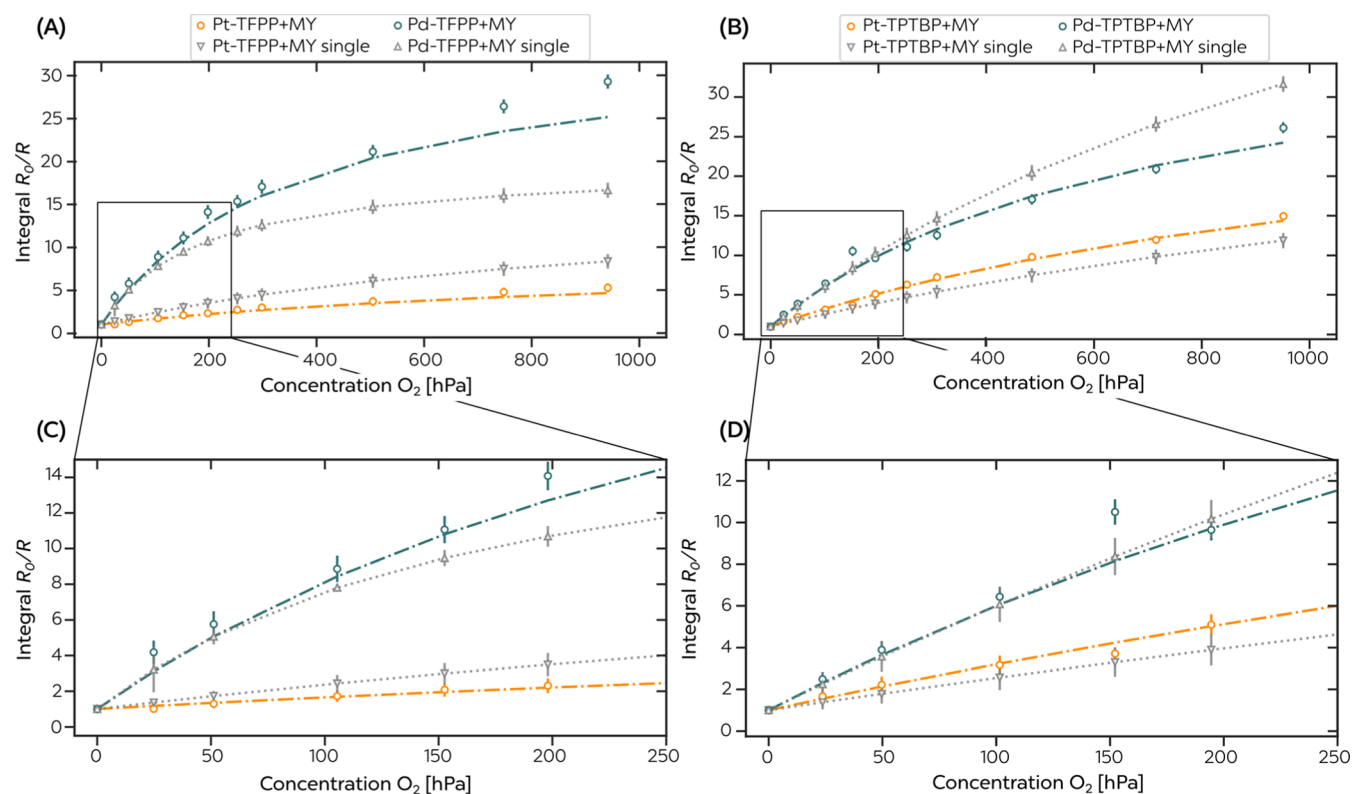 (A)
Pt-TFPP+MY
Pd-TFPP+MY
Pt-TFPP+MY single
Pd-TFPP+MY single
30
25
20
15
10
5
0
Integral R0/R
0
200
400
600
800
1000
Concentration O2 [hPa]
(B)
Pt-TPTBP+MY
Pd-TPTBP+MY
Pt-TPTBP+MY single
Pd-TPTBP+MY single
30
25
20
15
10
5
0
Integral R0/R
0
200
400
600
800
1000
Concentration O2 [hPa]
(C)
14
12
10
8
6
4
2
0
Integral R0/R
0
50
100
150
200
250
Concentration O2 [hPa]
(D)
12
10
8
6
4
2
0
Integral R0/R
0
50
100
150
200
250
Concentration O2 [hPa]